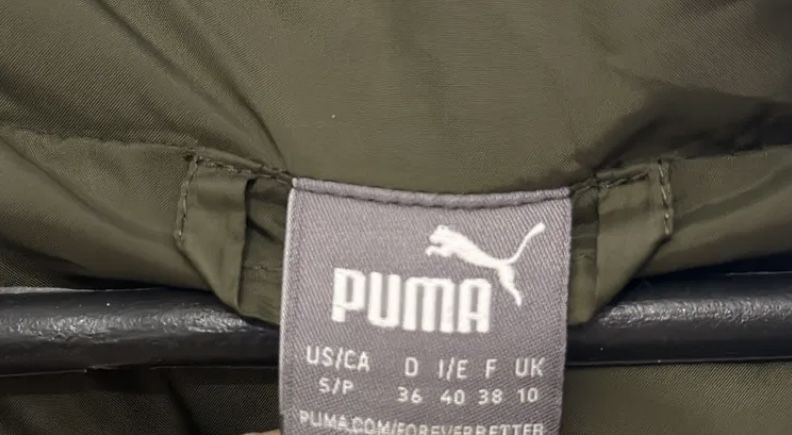 PUMA
US/CA D I/E F UK
S/P 36 40 38 10
PUMA.COM/FOREVERBETTER